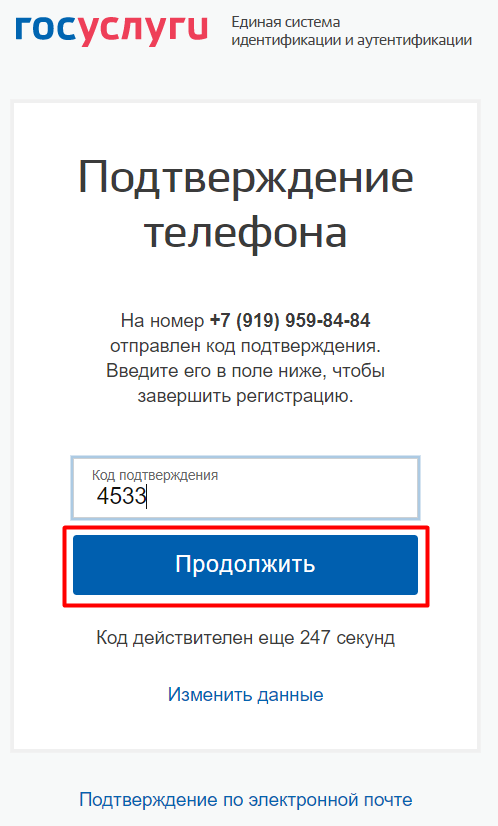 госуслуги
Единая система
идентификации и аутентификации
Подтверждение
телефона
На номер +7 (919) 959-84-84
отправлен код подтверждения.
Введите его в поле ниже, чтобы
завершить регистрацию.
Код подтверждения
4533
Продолжить
Код действителен еще 247 секунд
Изменить данные
Подтверждение по электронной почте